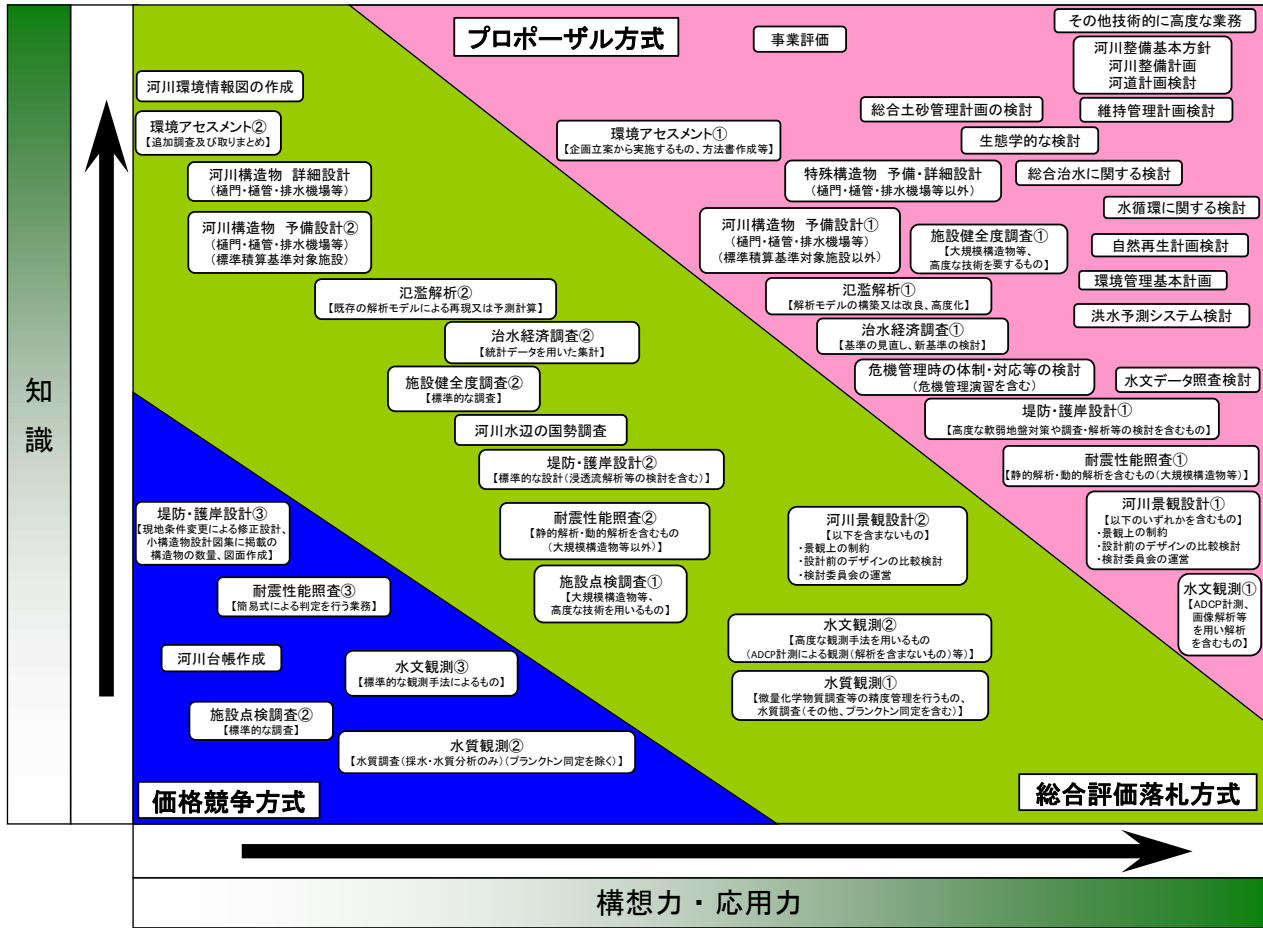 プロポーザル方式
事業評価
その他技術的に高度な業務
河川整備基本方針
河川整備計画
河道計画検討
総合土砂管理計画の検討
維持管理計画検討
環境アセスメント①
【企画立案から実施するもの、方法書作成等】
生態学的な検討
特殊構造物 予備・詳細設計
(樋門・樋管・排水機場等以外)
総合治水に関する検討
水循環に関する検討
河川構造物 予備設計①
(樋門・樋管・排水機場等)
(標準積算基準対象施設以外)
施設健全度調査①
【大規模構造物等、
高度な技術を要するもの】
自然再生計画検討
環境管理基本計画
氾濫解析①
【解析モデルの構築又は改良、高度化】
洪水予測システム検討
治水経済調査①
【基準の見直し、新基準の検討】
危機管理時の体制・対応等の検討
(危機管理演習を含む)
水文データ照査検討
堤防・護岸設計①
【高度な軟弱地盤対策や調査・解析等の検討を含むもの】
耐震性能照査①
【静的解析・動的解析を含むもの(大規模構造物等)】
河川景観設計①
【以下のいずれかを含むもの】
・景観上の制約
・設計前のデザインの比較検討
・検討委員会の運営
水文観測①
【ADCP計測、
画像解析等
を用い解析
を含むもの】
河川環境情報図の作成
環境アセスメント②
【追加調査及び取りまとめ】
河川構造物 詳細設計
(樋門・樋管・排水機場等)
河川構造物 予備設計②
(樋門・樋管・排水機場等)
(標準積算基準対象施設)
氾濫解析②
【既存の解析モデルによる再現又は予測計算】
治水経済調査②
【統計データを用いた集計】
施設健全度調査②
【標準的な調査】
河川水辺の国勢調査
堤防・護岸設計②
【標準的な設計(浸透流解析等の検討を含む)】
耐震性能照査②
【静的解析・動的解析を含むもの
(大規模構造物等以外)】
河川景観設計②
【以下を含まないもの】
・景観上の制約
・設計前のデザインの比較検討
・検討委員会の運営
施設点検調査①
【大規模構造物等、
高度な技術を用いるもの】
水文観測②
【高度な観測手法を用いるもの
(ADCP計測による観測(解析を含まないもの)等)】
水質観測①
【微量化学物質調査等の精度管理を行うもの、
水質調査(その他、プランクトン同定を含む)】
総合評価落札方式
堤防・護岸設計③
【現地条件変更による修正設計、
小構造物設計図集に掲載の
構造物の数量、図面作成】
耐震性能照査③
【簡易式による判定を行う業務】
河川台帳作成
水文観測③
【標準的な観測手法によるもの】
施設点検調査②
【標準的な調査】
水質観測②
【水質調査(採水・水質分析のみ)(プランクトン同定を除く)】
価格競争方式
知
識
構想力・応用力